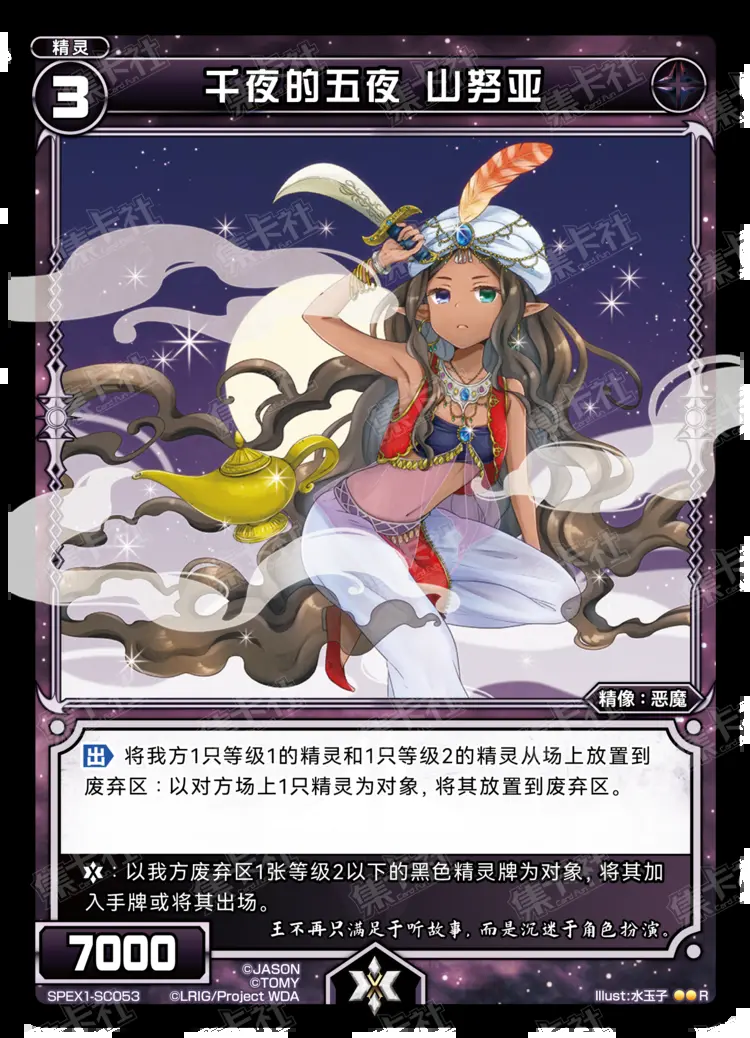 精灵
3
千夜的五夜 山努亚
精像：恶魔
出 将我方1只等级1的精灵和1只等级2的精灵从场上放置到
废弃区：以对方场上1只精灵为对象，将其放置到废弃区。
：以我方废弃区1张等级2以下的黑色精灵牌为对象，将其加
入手牌或将其出场。
王不再只满足于听故事，而是沉迷于角色扮演。
7000
©JASON
©TOMY
SPEX1-SC053 ©LRIG/Project WDA
Illust:水玉子 R
集卡社